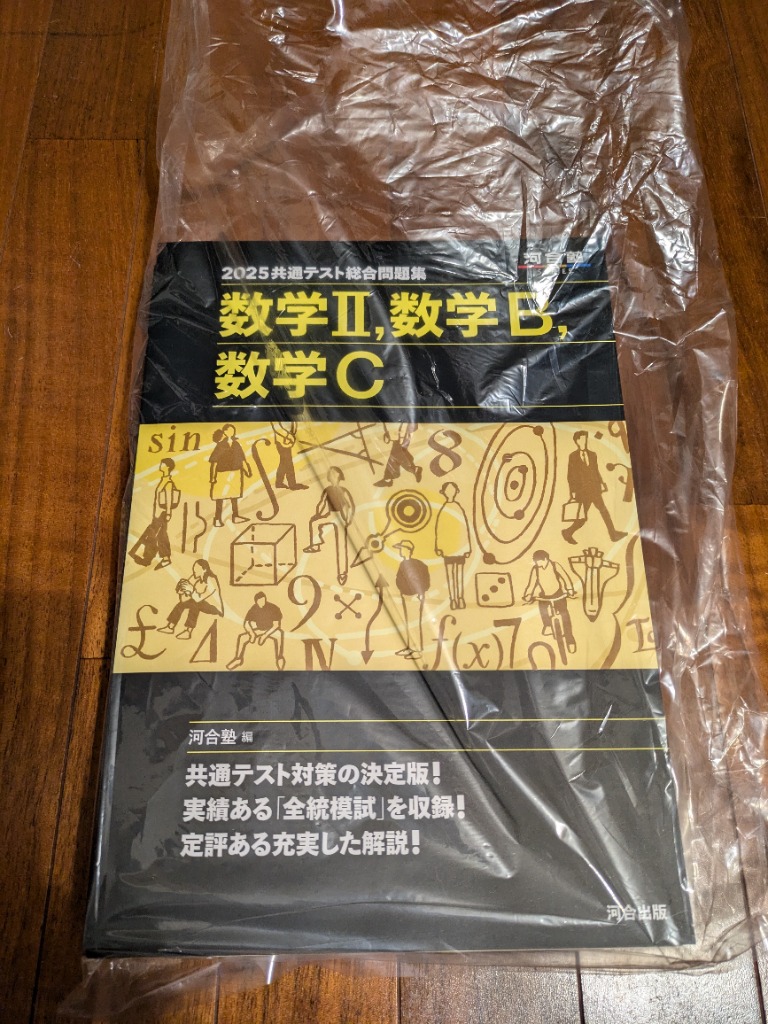 河合塾
2025共通テスト総合問題集
数学Ⅱ,数学B,
数学C
sin
∫
8
9
N
£
f(x)
7
河合塾 編
共通テスト対策の決定版!
実績ある「全統模試」を収録!
定評ある充実した解説!
河合出版